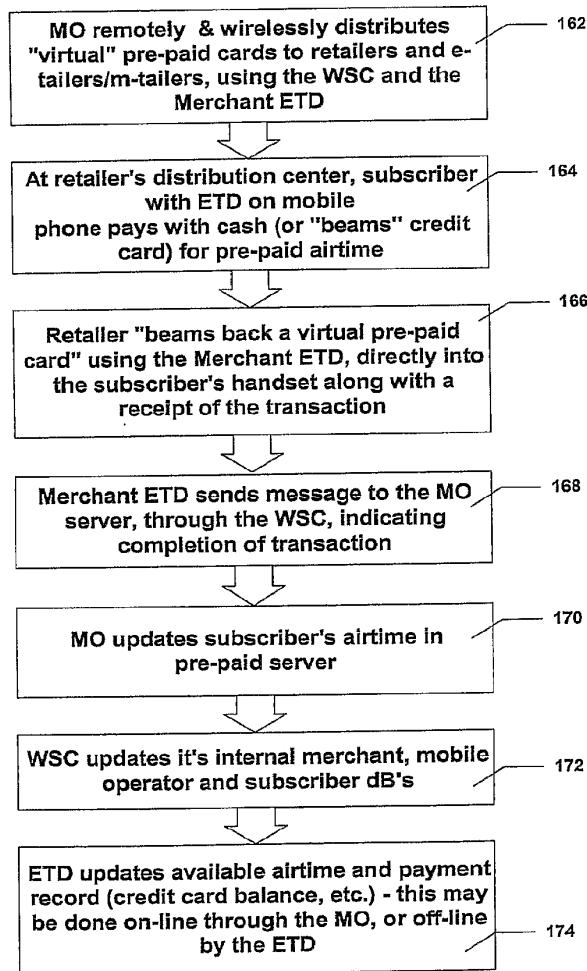 MO remotely & wirelessly distributes
"virtual" pre-paid cards to retailers and e-
tailers/m-tailers, using the WSC and the
Merchant ETD
162
At retailer's distribution center, subscriber
with ETD on mobile
phone pays with cash (or "beams" credit
card) for pre-paid airtime
164
Retailer "beams back a virtual pre-paid
card" using the Merchant ETD, directly into
the subscriber's handset along with a
receipt of the transaction
166
Merchant ETD sends message to the MO
server, through the WSC, indicating
completion of transaction
168
MO updates subscriber's airtime in
pre-paid server
170
WSC updates it's internal merchant, mobile
operator and subscriber dB's
172
ETD updates available airtime and payment
record (credit card balance, etc.) - this may
be done on-line through the MO, or off-line
by the ETD
174